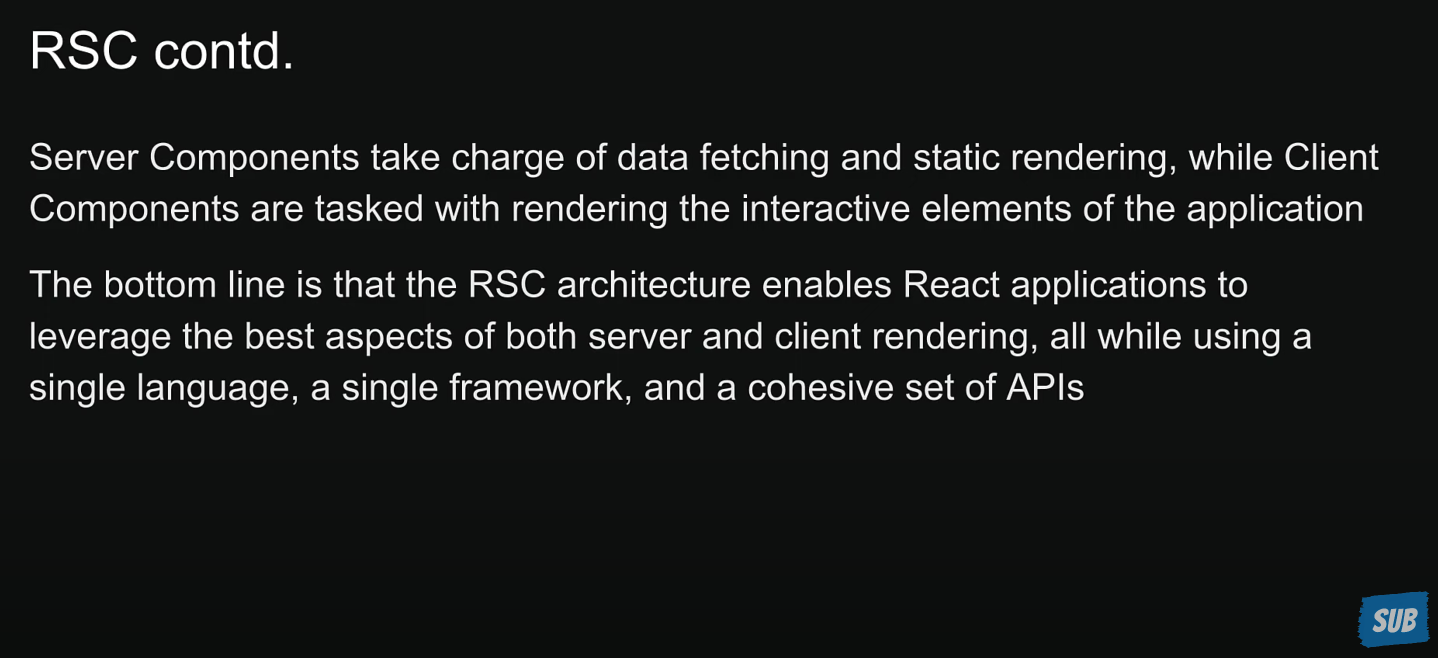 RSC contd.
Server Components take charge of data fetching and static rendering, while Client
Components are tasked with rendering the interactive elements of the application
The bottom line is that the RSC architecture enables React applications to
leverage the best aspects of both server and client rendering, all while using a
single language, a single framework, and a cohesive set of APIs
SUB